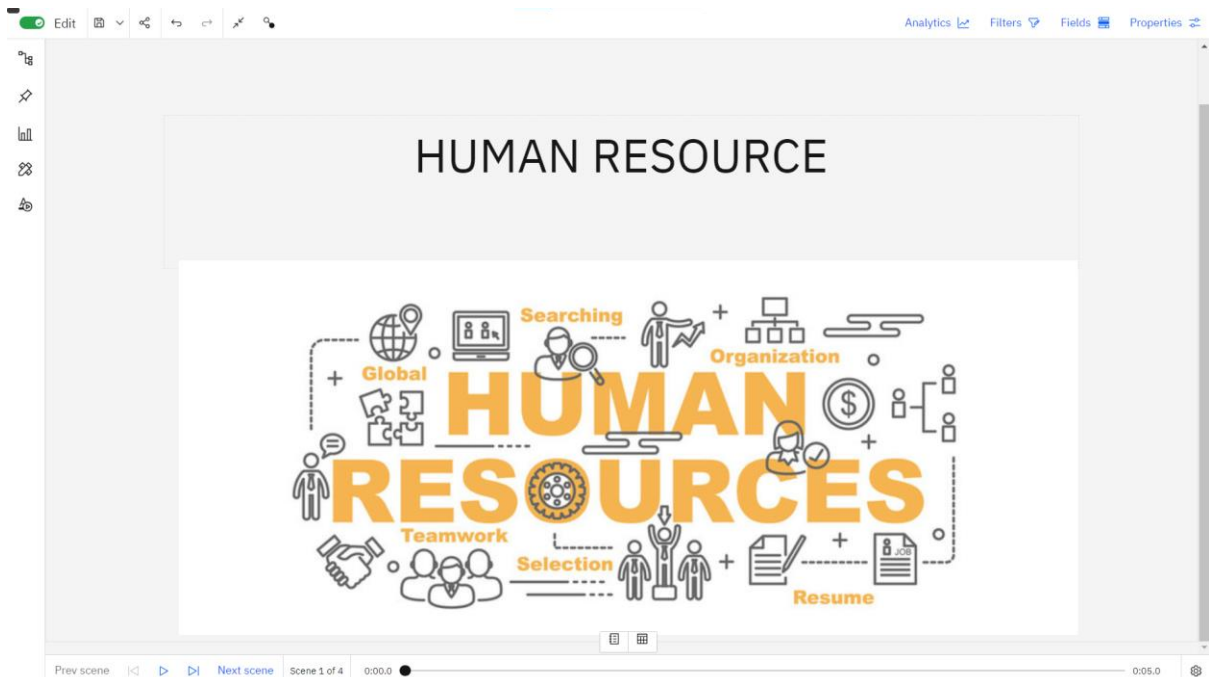 Edit
Analytics Filters Fields Properties
HUMAN RESOURCE
Searching
Organization
Global
HUMAN
$
RESOURCES
Teamwork
Selection
JOB
Resume
Prev scene Next scene Scene 1 of 4 0:00.0 0:05.0